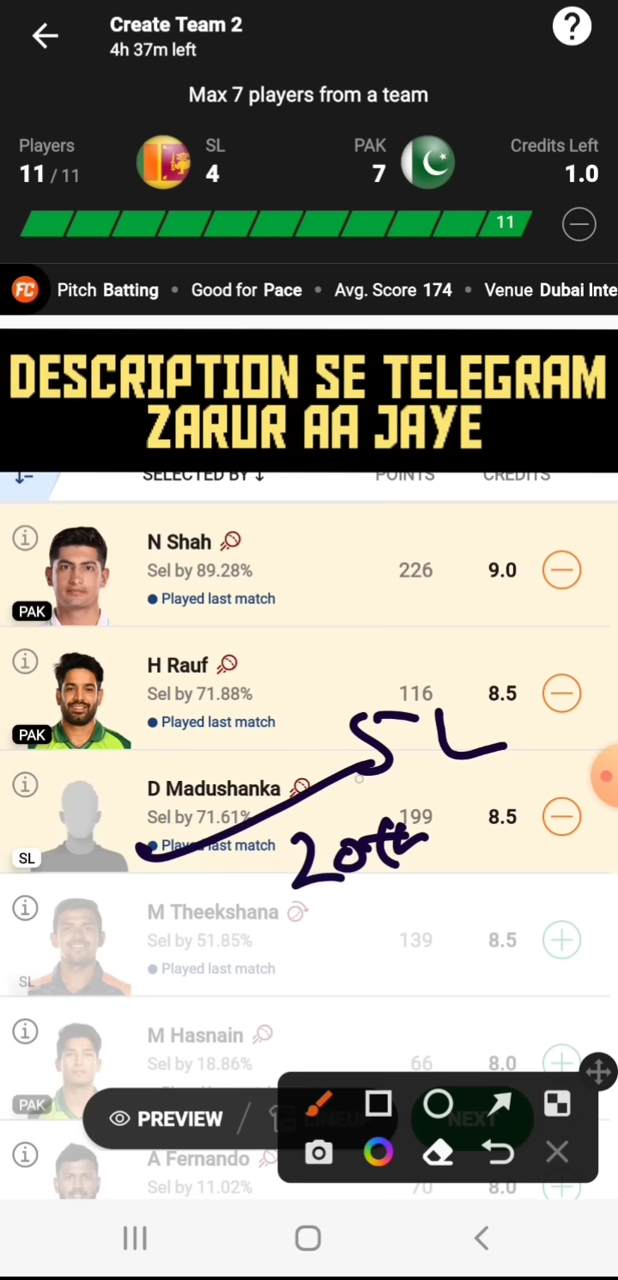 Create Team 2
4h 37m left
?
Max 7 players from a team
Players SL PAK Credits Left
11 / 11 4 7 1.0
11
FC Pitch Batting • Good for Pace • Avg. Score 174 • Venue Dubai Inte
DESCRIPTION SE TELEGRAM
ZARUR AA JAYE
SELECTED BY ↓ POINTS CREDITS
N Shah
Sel by 89.28% 226 9.0
PAK • Played last match
H Rauf
Sel by 71.88% 116 8.5
PAK • Played last match
SL
D Madushanka
Sel by 71.61% 199 8.5
SL • Played last match
M Theekshana
Sel by 51.85% 139 8.5
SL • Played last match
M Hasnain
Sel by 18.86% 66 8.0
PAK
PREVIEW / LINEUP NEXT
A Fernando
Sel by 11.02% 70 8.0